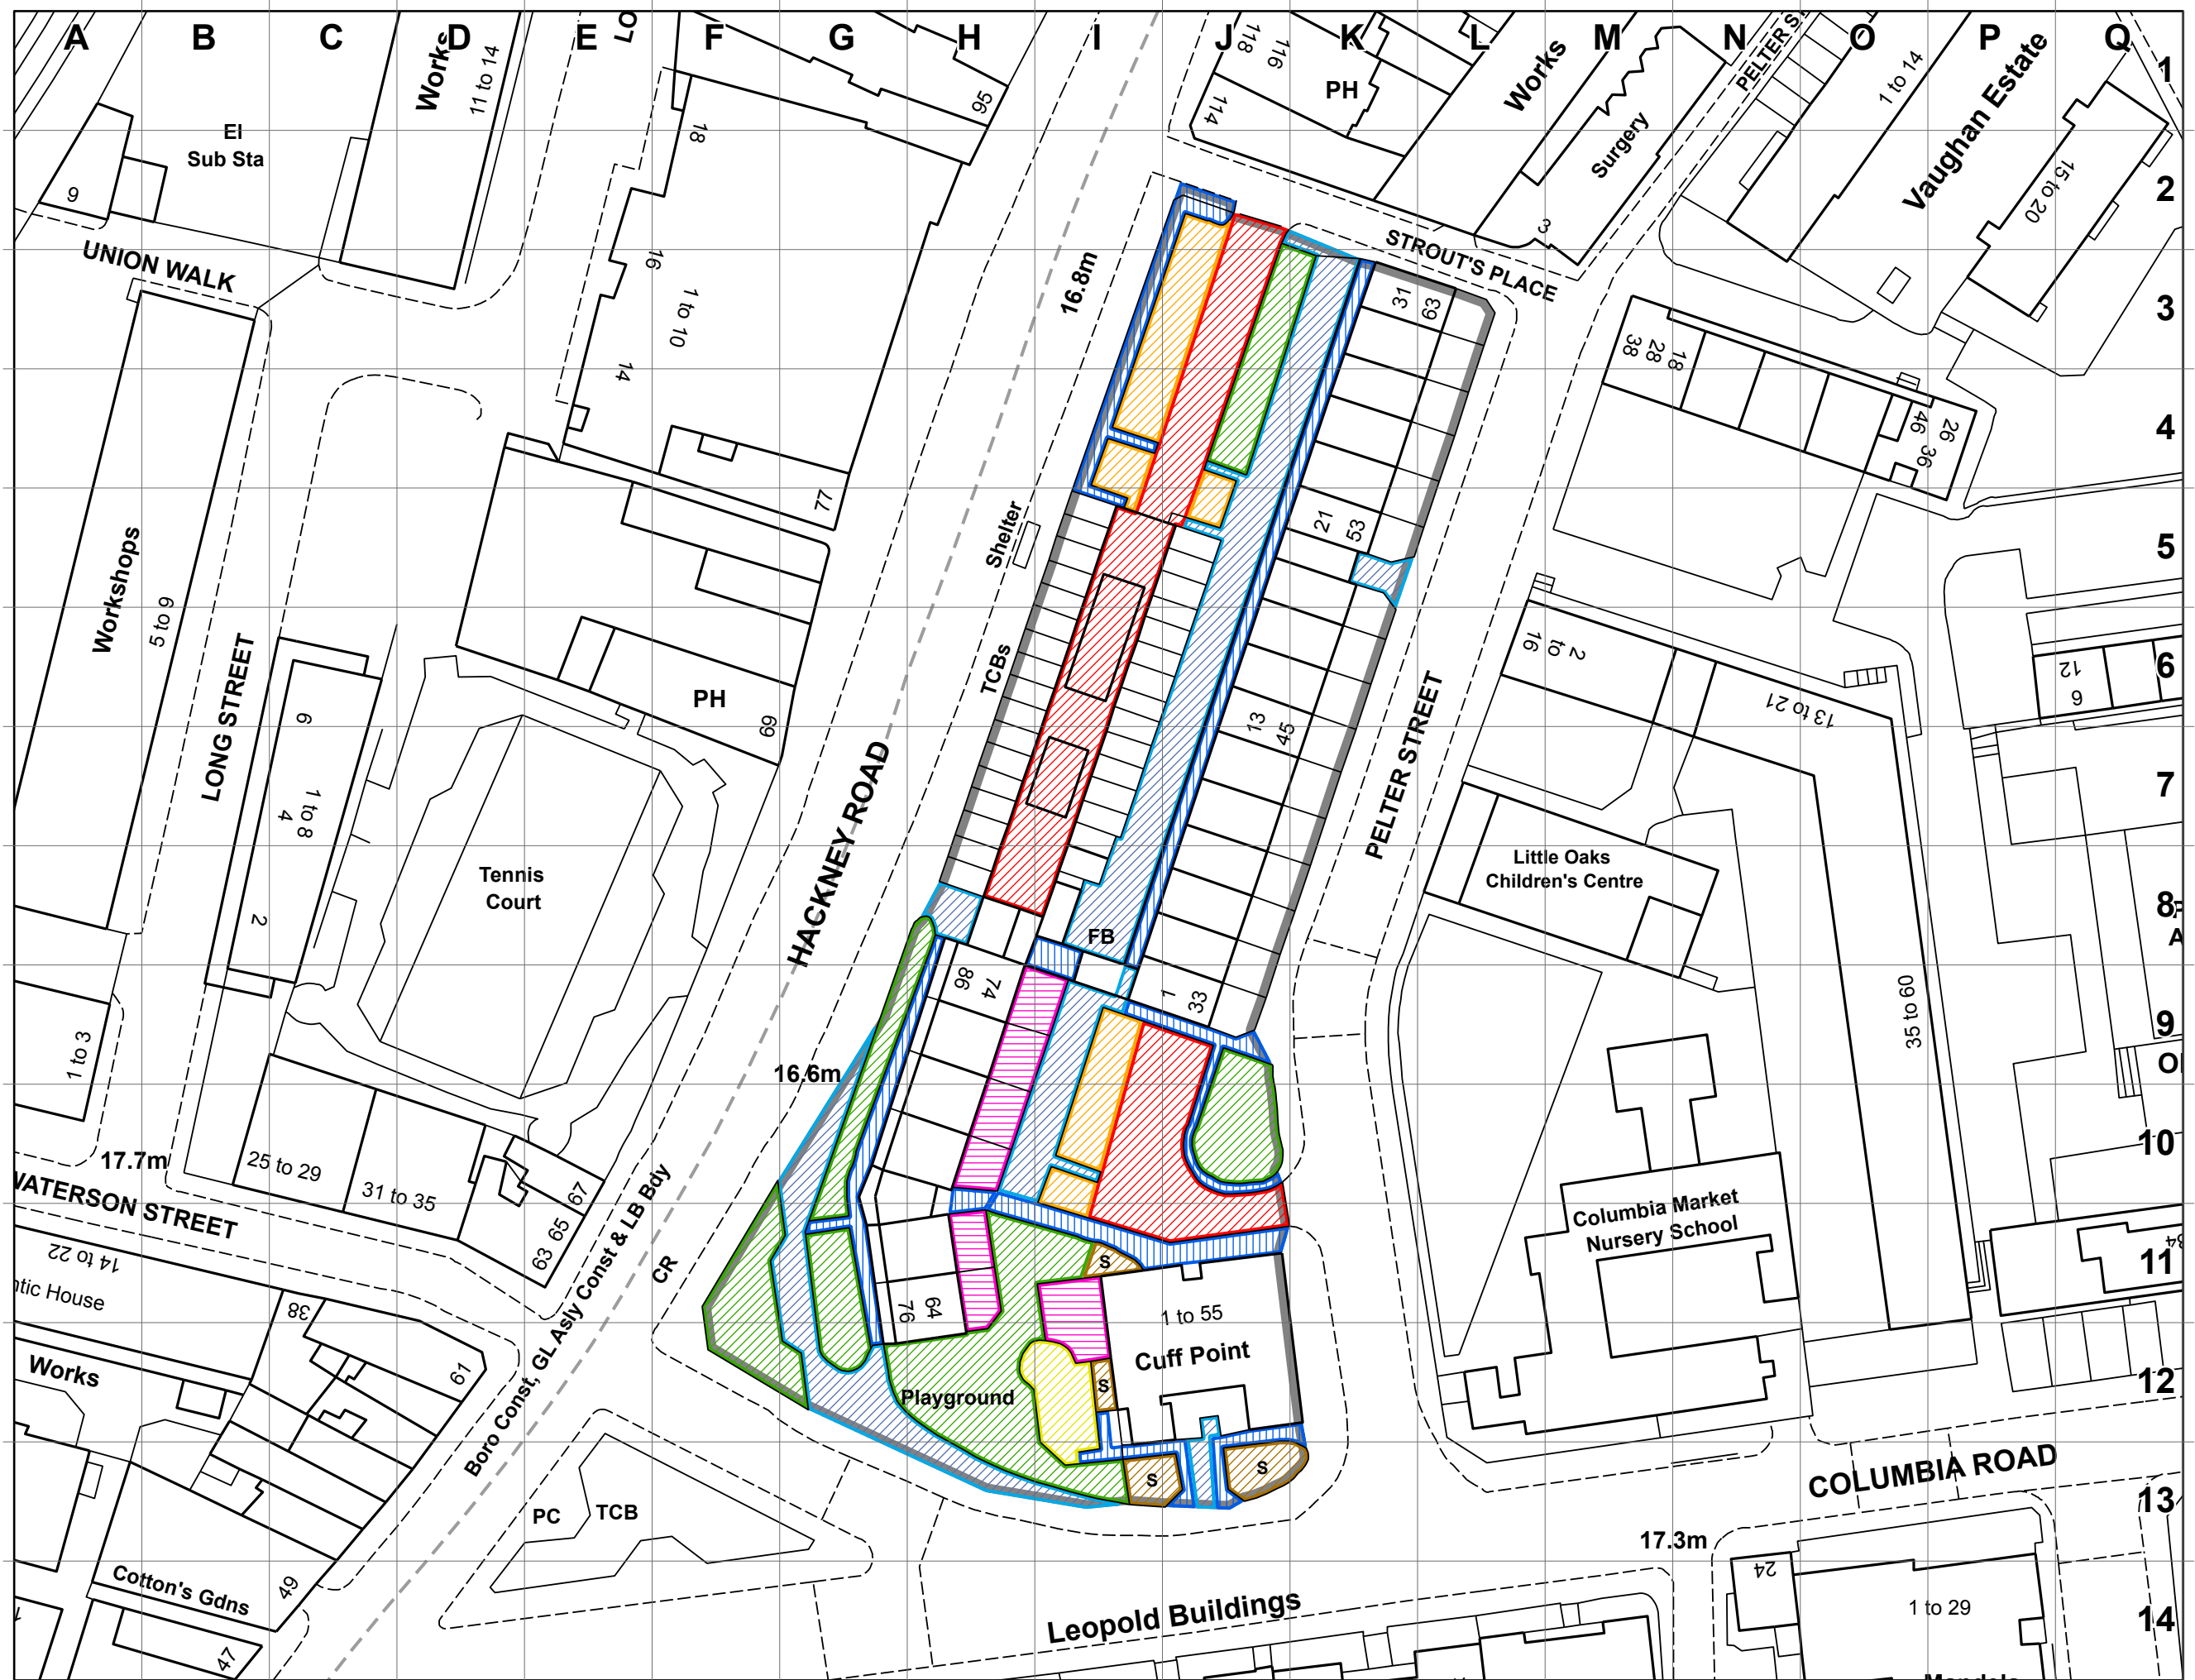 A B C D E F G H I J K L M N O P Q
1
2
3
4
5
6
7
8
9
10
11
12
13
14
El
Sub Sta
9
Works
11 to 14
LO
18
95
118
116
114
PH
Works
Surgery
3
PELTER S
1 to 14
Vaughan Estate
15 to 20
UNION WALK
16
1 to 10
14
16.8m
STROUT'S PLACE
31
63
38
28
18
46
36
26
77
Shelter
21
53
Workshops
5 to 9
LONG STREET
TCBs
PH
69
2
to
16
13 to 21
12
6
6
1 to 8
4
2
HACKNEY ROAD
13
45
PELTER STREET
Tennis
Court
Little Oaks
Children's Centre
FB
86
74
1
33
35 to 60
1 to 3
16.6m
17.7m
25 to 29
31 to 35
67
65
63
WATERSON STREET
14 to 22
ntic House
38
Works
61
Boro Const, GL Asly Const & LB Bdy
CR
76
64
S
1 to 55
Cuff Point
Playground
S
S
S
Columbia Market
Nursery School
COLUMBIA ROAD
PC
TCB
17.3m
Cotton's Gdns
49
47
Leopold Buildings
24
1 to 29